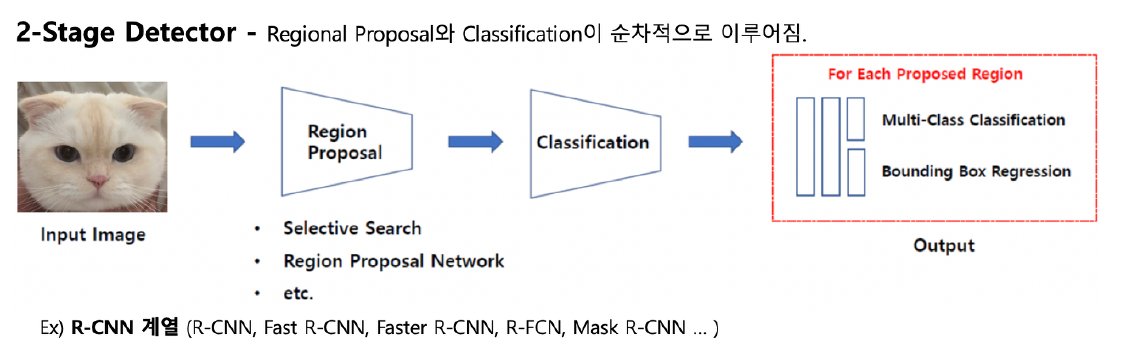 2-Stage Detector - Regional Proposal와 Classification이 순차적으로 이루어짐.
For Each Proposed Region
Region
Proposal
Classification
Multi-Class Classification
Bounding Box Regression
Input Image
Output
• Selective Search
• Region Proposal Network
• etc.
Ex) R-CNN 계열 (R-CNN, Fast R-CNN, Faster R-CNN, R-FCN, Mask R-CNN ... )